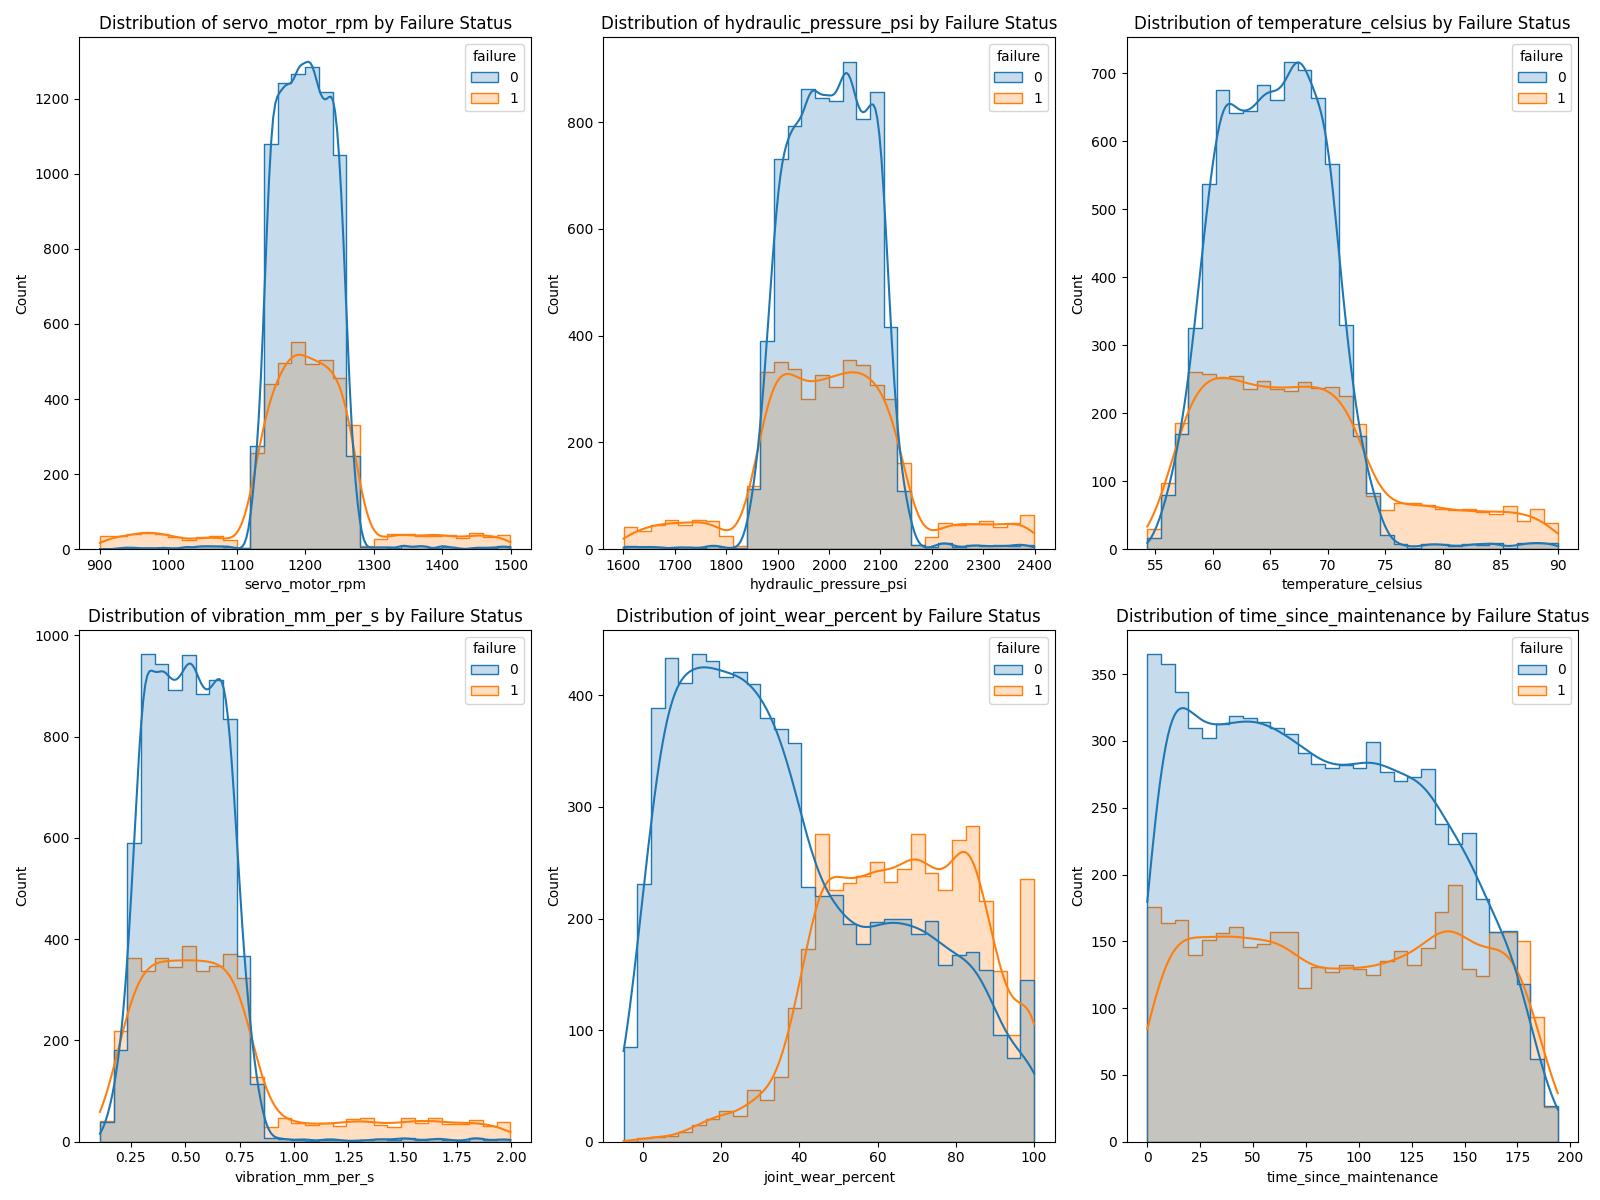 Distribution of servo_motor_rpm by Failure Status
failure
0
1
1200
1000
800
600
400
200
0
Count
900 1000 1100 1200 1300 1400 1500
servo_motor_rpm
Distribution of hydraulic_pressure_psi by Failure Status
failure
0
1
800
600
400
200
0
Count
1600 1700 1800 1900 2000 2100 2200 2300 2400
hydraulic_pressure_psi
Distribution of temperature_celsius by Failure Status
failure
0
1
700
600
500
400
300
200
100
0
Count
55 60 65 70 75 80 85 90
temperature_celsius
Distribution of vibration_mm_per_s by Failure Status
failure
0
1
1000
800
600
400
200
0
Count
0.25 0.50 0.75 1.00 1.25 1.50 1.75 2.00
vibration_mm_per_s
Distribution of joint_wear_percent by Failure Status
failure
0
1
400
300
200
100
0
Count
0 20 40 60 80 100
joint_wear_percent
Distribution of time_since_maintenance by Failure Status
failure
0
1
350
300
250
200
150
100
50
0
Count
0 25 50 75 100 125 150 175 200
time_since_maintenance